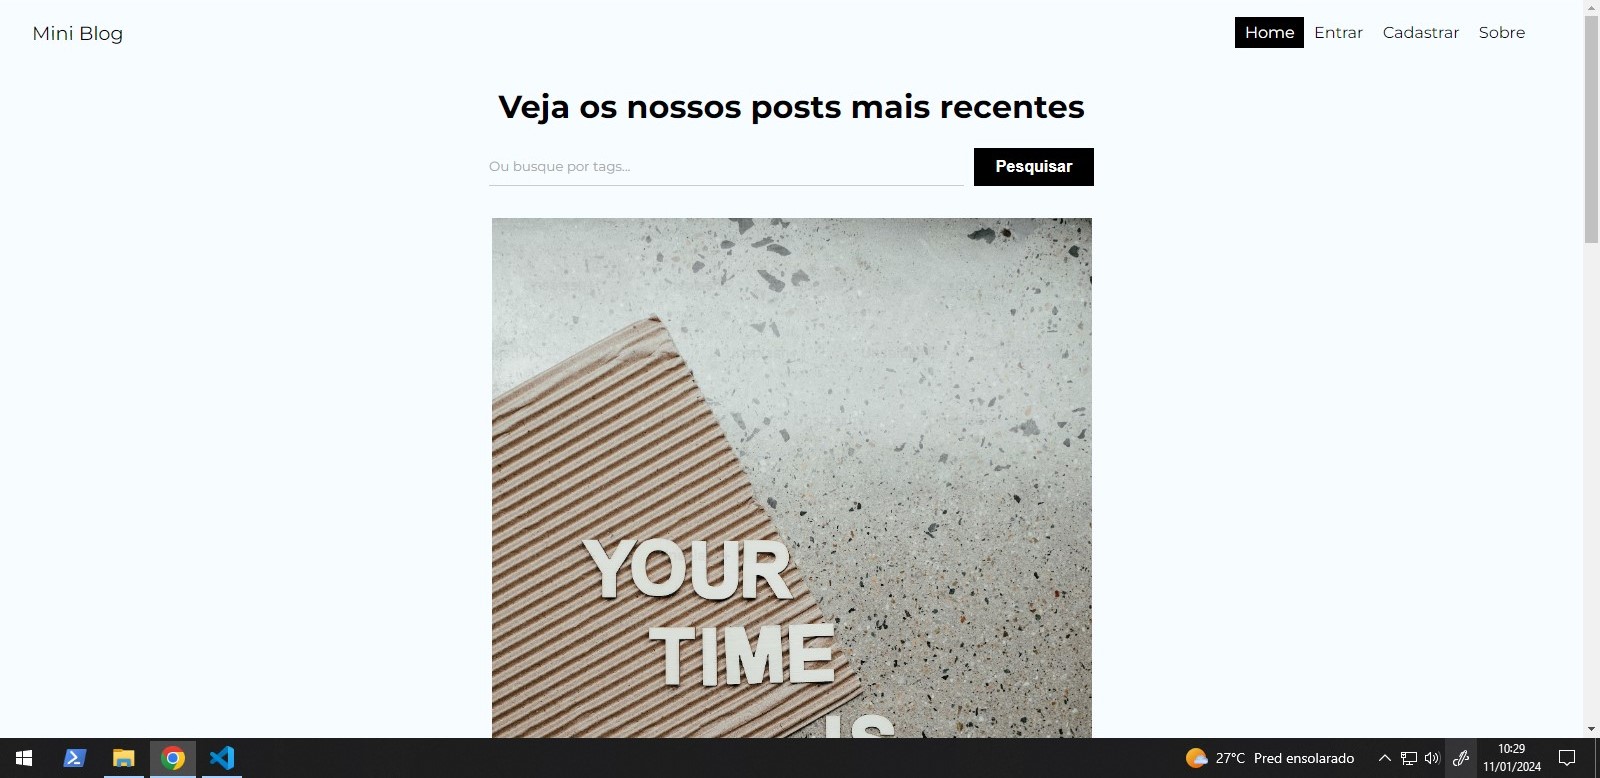 Mini Blog
Home Entrar Cadastrar Sobre
Veja os nossos posts mais recentes
Ou busque por tags...
Pesquisar
YOUR
TIME
IS
27°C Pred ensolarado
10:29
11/01/2024